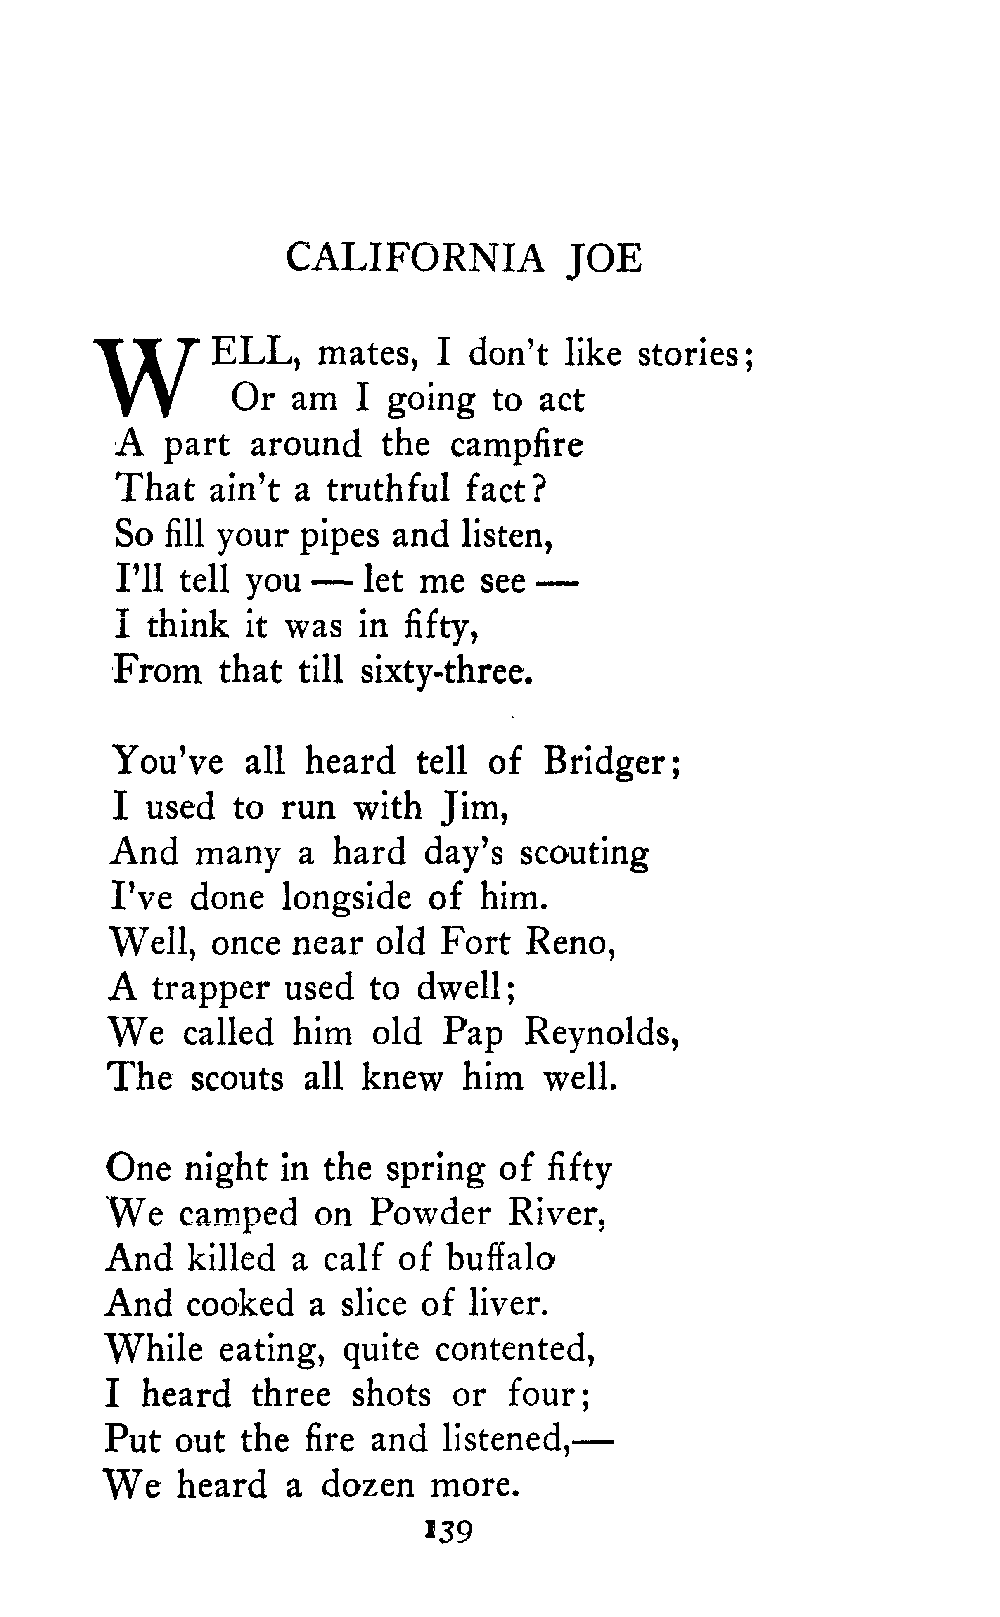 CALIFORNIA JOE
WELL, mates, I don't like stories;
Or am I going to act
A part around the campfire
That ain't a truthful fact?
So fill your pipes and listen,
I'll tell you — let me see —
I think it was in fifty,
From that till sixty-three.
You've all heard tell of Bridger;
I used to run with Jim,
And many a hard day's scouting
I've done longside of him.
Well, once near old Fort Reno,
A trapper used to dwell;
We called him old Pap Reynolds,
The scouts all knew him well.
One night in the spring of fifty
We camped on Powder River,
And killed a calf of buffalo
And cooked a slice of liver.
While eating, quite contented,
I heard three shots or four;
Put out the fire and listened,—
We heard a dozen more.
139